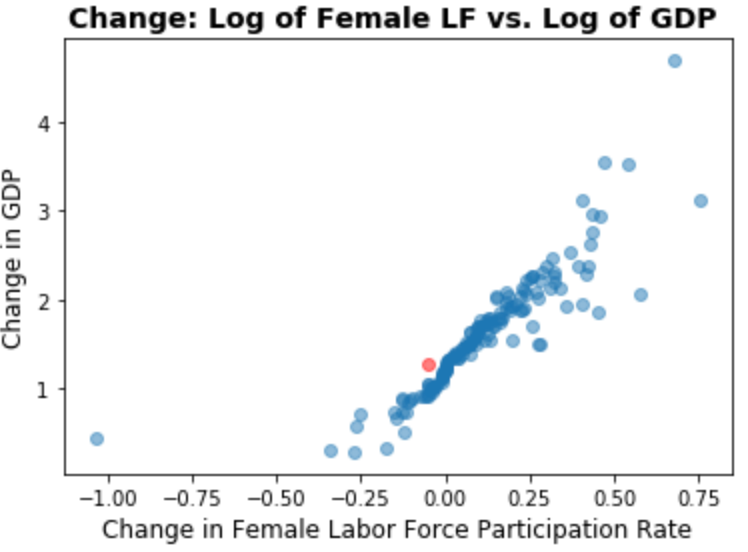 Change: Log of Female LF vs. Log of GDP
Change in GDP
4
3
2
1
−1.00 −0.75 −0.50 −0.25 0.00 0.25 0.50 0.75
Change in Female Labor Force Participation Rate